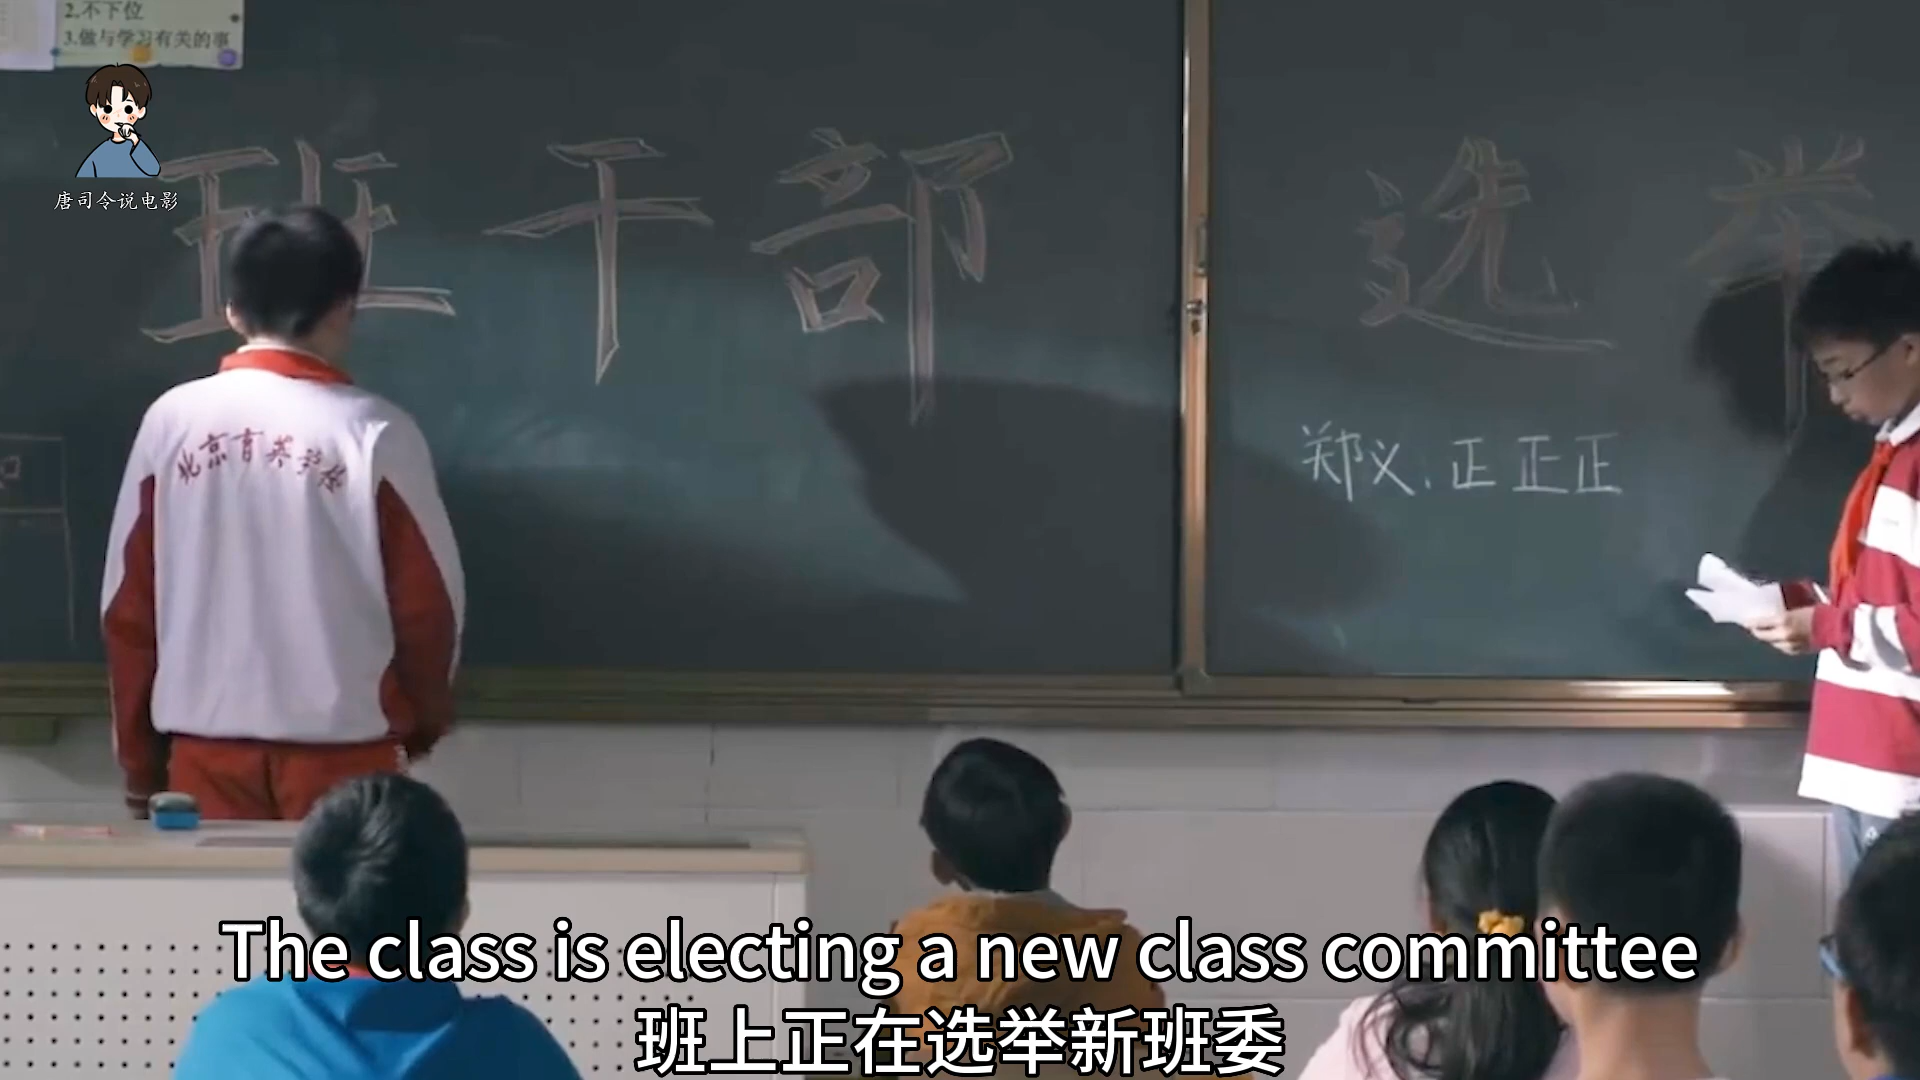 2.不下位
3.做与学习有关的事
唐司令说电影
班干部 选举
郑义:正正正
北京育英学校
The class is electing a new class committee
班上正在选举新班委